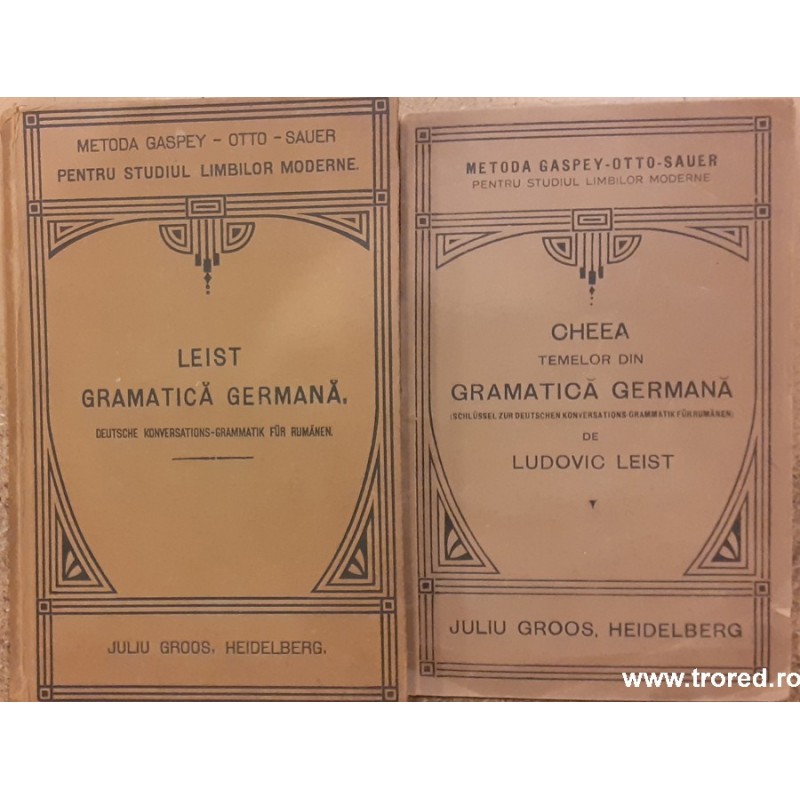 METODA GASPEY – OTTO – SAUER
PENTRU STUDIUL LIMBILOR MODERNE.
LEIST
GRAMATICĂ GERMANĂ.
DEUTSCHE KONVERSATIONS-GRAMMATIK FÜR RUMÄNEN.
JULIU GROOS, HEIDELBERG.
METODA GASPEY-OTTO-SAUER
PENTRU STUDIUL LIMBILOR MODERNE
CHEEA
TEMELOR DIN
GRAMATICĂ GERMANĂ
(SCHLÜSSEL ZUR DEUTSCHEN KONVERSATIONS-GRAMMATIK FÜR RUMÄNEN)
DE
LUDOVIC LEIST
JULIU GROOS, HEIDELBERG
www.trored.ro